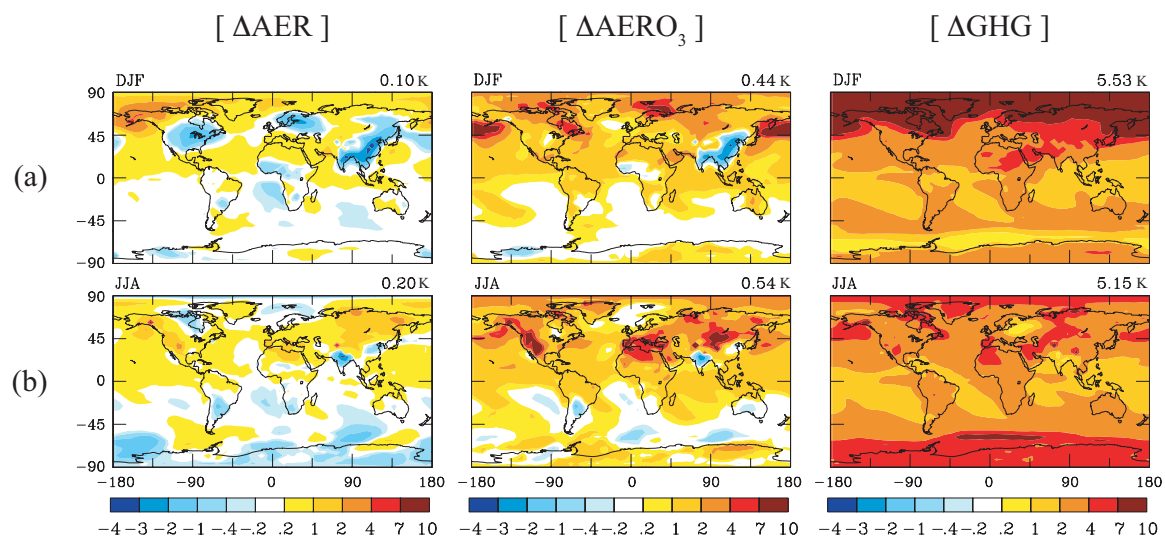 [ ΔAER ] [ ΔAERO₃ ] [ ΔGHG ]
DJF 0.10 K DJF 0.44 K DJF 5.53 K
90
45
(a)
0
−45
−90
JJA 0.20 K JJA 0.54 K JJA 5.15 K
90
45
(b)
0
−45
−90
−180 −90 0 90 180 −180 −90 0 90 180 −180 −90 0 90 180
−4 −3 −2 −1 −.4 −.2 .2 1 2 4 7 10 −4 −3 −2 −1 −.4 −.2 .2 1 2 4 7 10 −4 −3 −2 −1 −.4 −.2 .2 1 2 4 7 10